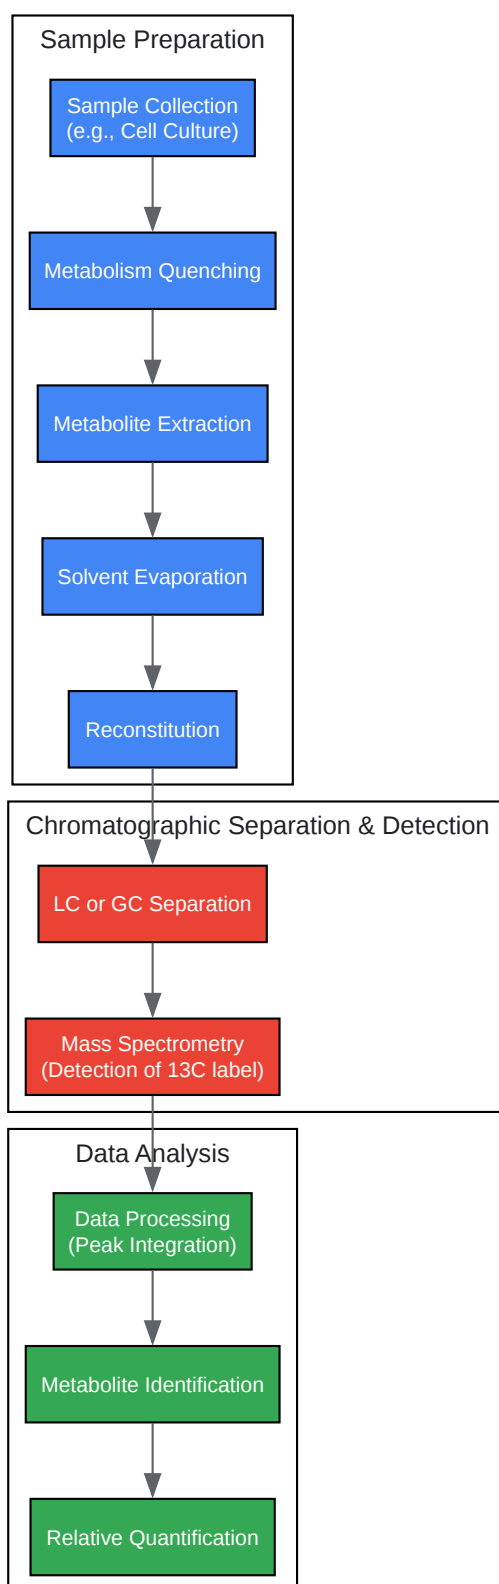 Sample Preparation
Sample Collection
(e.g., Cell Culture)
Metabolism Quenching
Metabolite Extraction
Solvent Evaporation
Reconstitution
Chromatographic Separation & Detection
LC or GC Separation
Mass Spectrometry
(Detection of 13C label)
Data Analysis
Data Processing
(Peak Integration)
Metabolite Identification
Relative Quantification